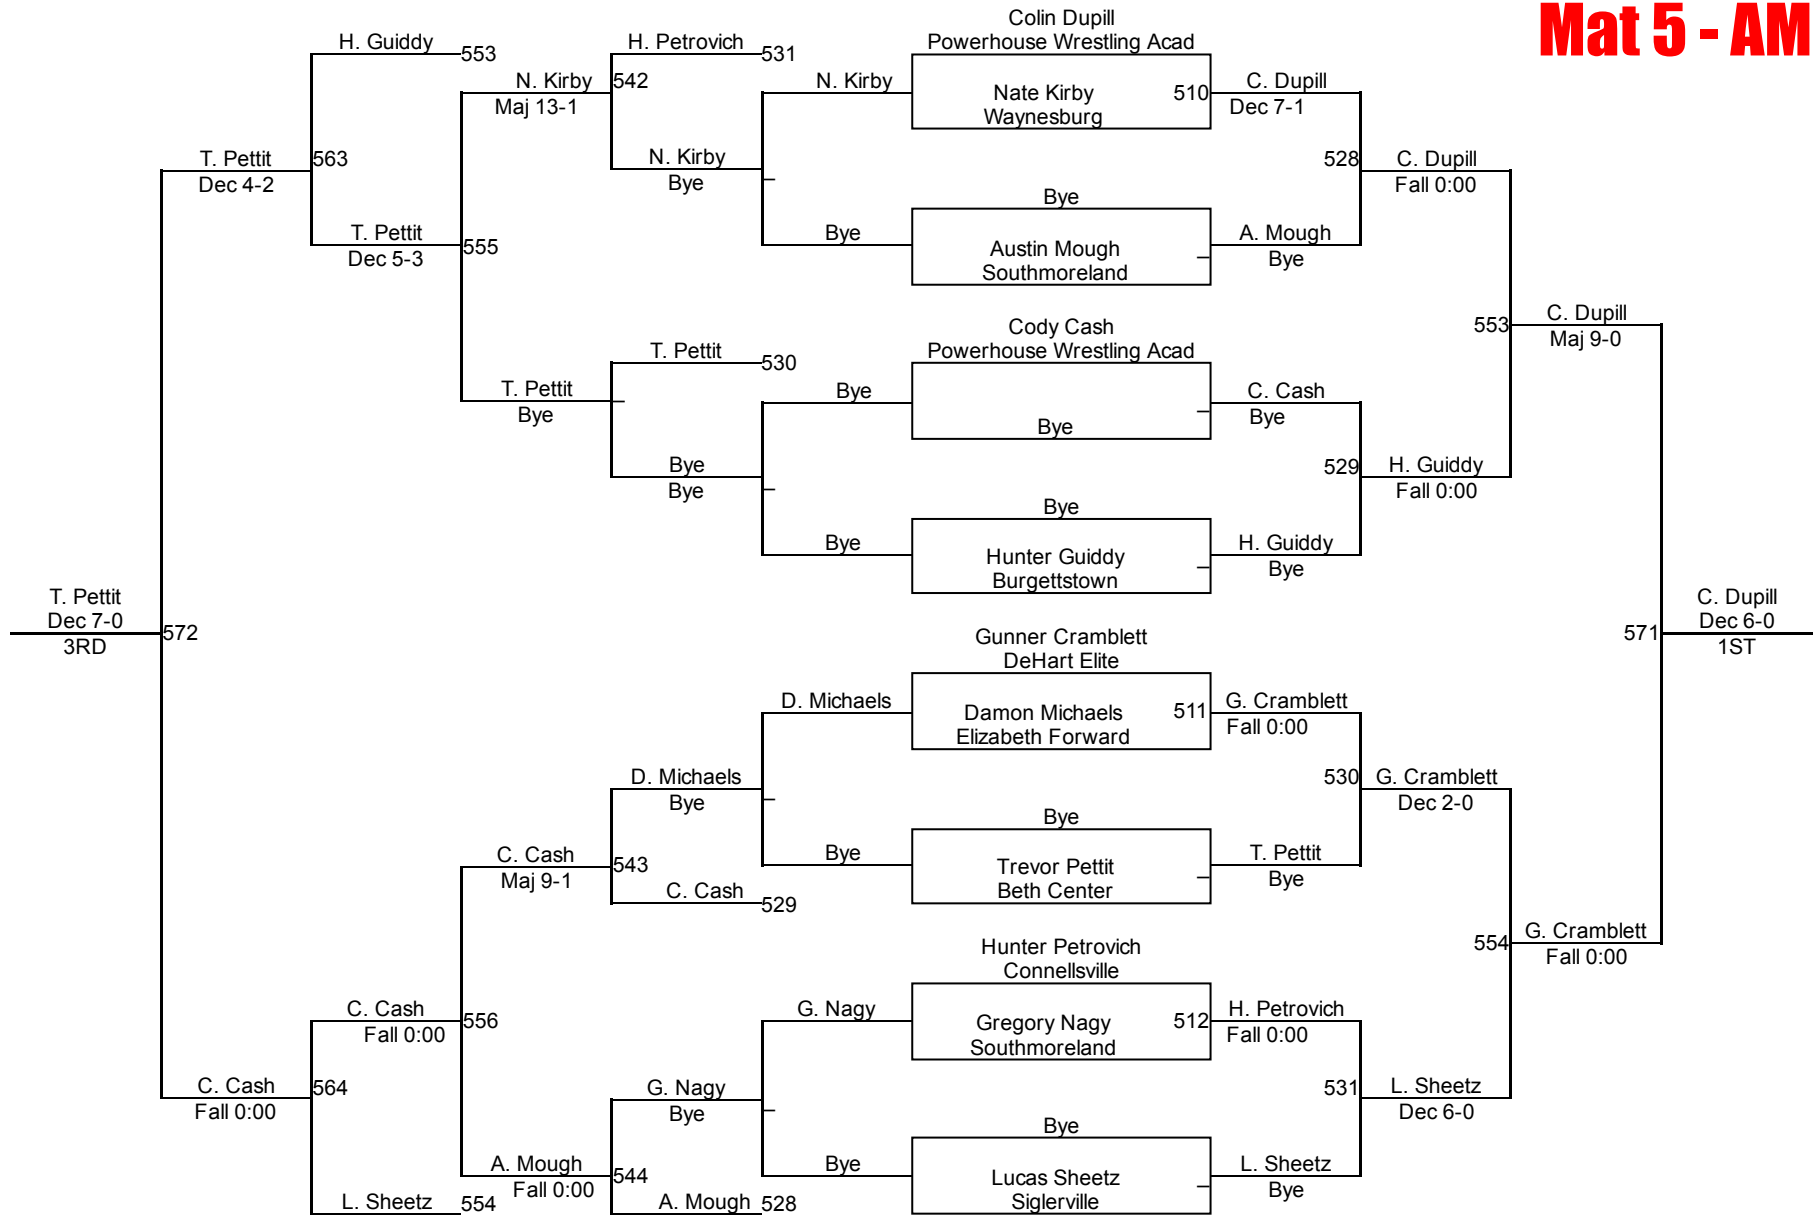 Mat 5 - AM
Colin Dupill
H. Guiddy
H. Petrovich
Powerhouse Wrestling Acad
553
531
N. Kirby
542
N. Kirby
Nate Kirby
510
C. Dupill
Maj 13-1
Waynesburg
Dec 7-1
T. Pettit
563
N. Kirby
528
C. Dupill
Dec 4-2
Bye
Fall 0:00
Bye
T. Pettit
Bye
A. Mough
555
Austin Mough
Dec 5-3
Southmoreland
Bye
C. Dupill
553
Cody Cash
Maj 9-0
T. Pettit
Powerhouse Wrestling Acad
530
T. Pettit
Bye
C. Cash
Bye
Bye
Bye
Bye
529
H. Guiddy
Bye
Fall 0:00
Bye
Bye
H. Guiddy
Hunter Guiddy
Bye
Burgettstown
T. Pettit
C. Dupill
Dec 7-0
Dec 6-0
572
571
3RD
1ST
Gunner Cramblett
DeHart Elite
D. Michaels
G. Cramblett
Damon Michaels
511
Elizabeth Forward
Fall 0:00
D. Michaels
530
G. Cramblett
Bye
Dec 2-0
Bye
C. Cash
Bye
T. Pettit
543
Trevor Pettit
Maj 9-1
Bye
C. Cash
Beth Center
529
G. Cramblett
554
Hunter Petrovich
Fall 0:00
Connellsville
C. Cash
G. Nagy
H. Petrovich
556
Gregory Nagy
512
Fall 0:00
Fall 0:00
Southmoreland
C. Cash
564
G. Nagy
531
L. Sheetz
Fall 0:00
Bye
Dec 6-0
Bye
A. Mough
Bye
L. Sheetz
544
Lucas Sheetz
Fall 0:00
Bye
L. Sheetz
554
A. Mough
528
Siglerville